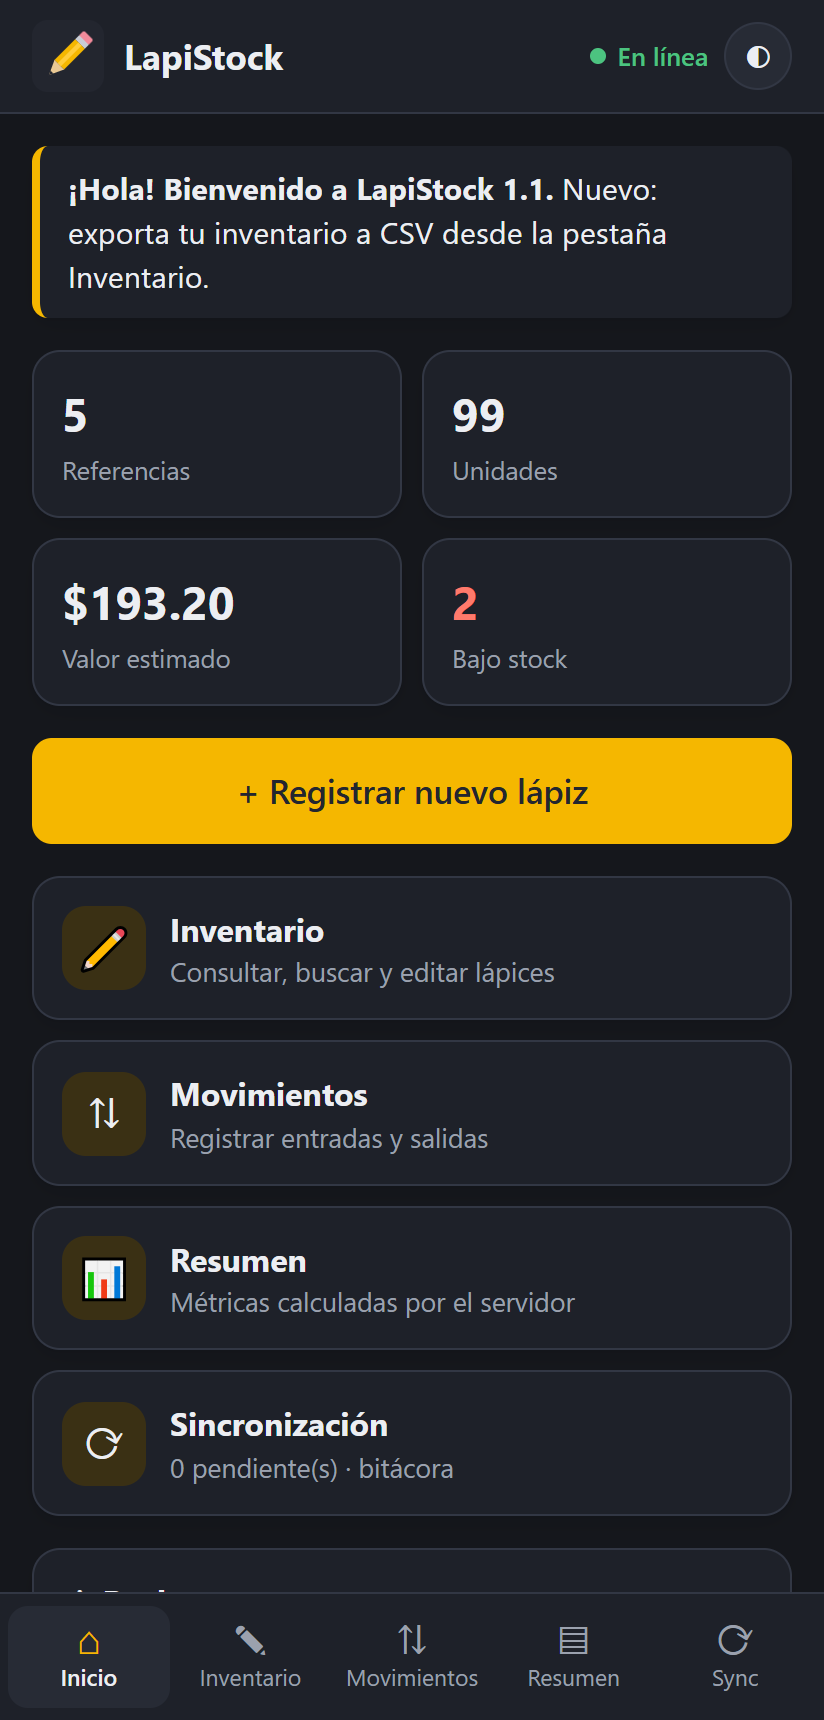 LapiStock
En línea
¡Hola! Bienvenido a LapiStock 1.1. Nuevo:
exporta tu inventario a CSV desde la pestaña
Inventario.
5
Referencias
99
Unidades
$193.20
Valor estimado
2
Bajo stock
+ Registrar nuevo lápiz
Inventario
Consultar, buscar y editar lápices
Movimientos
Registrar entradas y salidas
Resumen
Métricas calculadas por el servidor
Sincronización
0 pendiente(s) · bitácora
Inicio
Inventario
Movimientos
Resumen
Sync